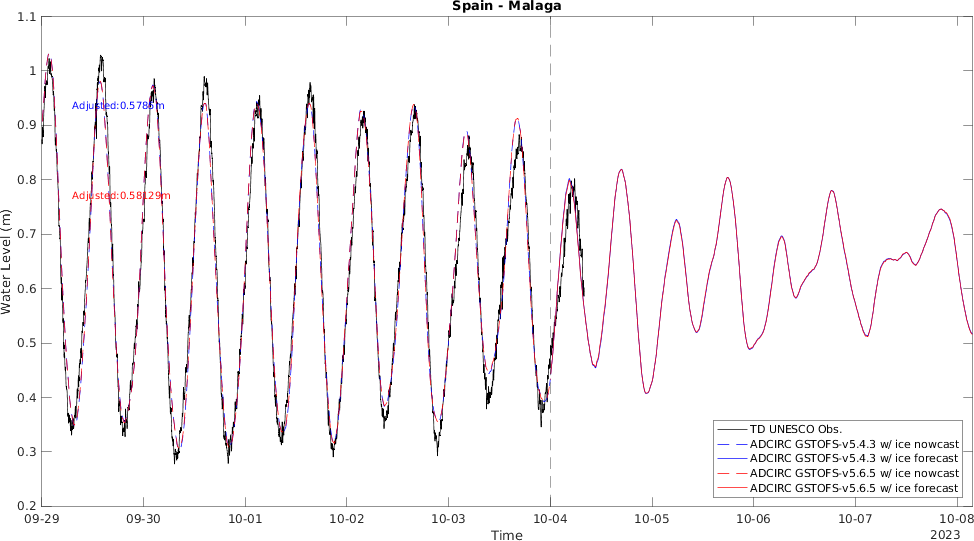 Spain - Malaga
1.1
1
0.9
0.8
0.7
0.6
0.5
0.4
0.3
0.2
Water Level (m)
Adjusted:0.5785m
Adjusted:0.58129m
TD UNESCO Obs.
ADCIRC GSTOFS-v5.4.3 w/ ice nowcast
ADCIRC GSTOFS-v5.4.3 w/ ice forecast
ADCIRC GSTOFS-v5.6.5 w/ ice nowcast
ADCIRC GSTOFS-v5.6.5 w/ ice forecast
09-29 09-30 10-01 10-02 10-03 10-04 10-05 10-06 10-07 10-08
Time
2023